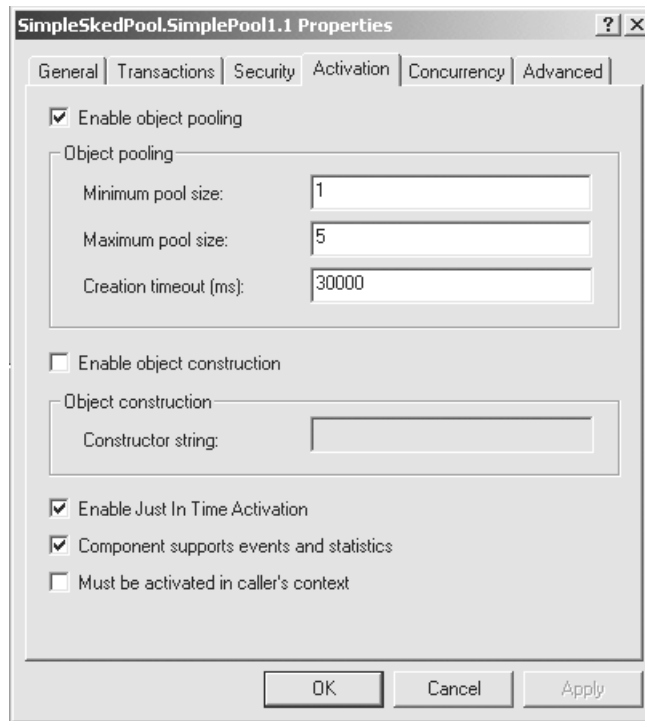 SimpleSkedPool.SimplePool1.1 Properties ? X
General Transactions Security Activation Concurrency Advanced
Enable object pooling
Object pooling
Minimum pool size: 1
Maximum pool size: 5
Creation timeout (ms): 30000
Enable object construction
Object construction
Constructor string:
Enable Just In Time Activation
Component supports events and statistics
Must be activated in caller's context
OK Cancel Apply